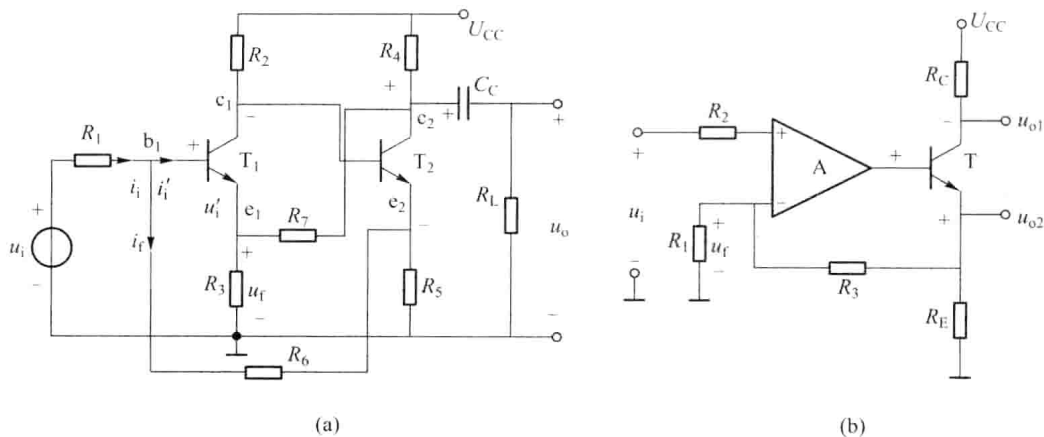 U_CC
R_2
R_4
C_C
+
c_1
−
+
c_2
R_1
b_1
+
T_1
T_2
+
i_i
i_i′
u_i′
e_1
R_7
e_2
R_L
u_o
+
u_i
−
i_f
+
R_3
u_f
−
−
R_5
−
R_6
(a)
U_CC
R_C
−
u_o1
R_2
+
A
+
T
+
−
+
u_o2
u_i
R_1
+
u_f
−
R_3
−
R_E
(b)